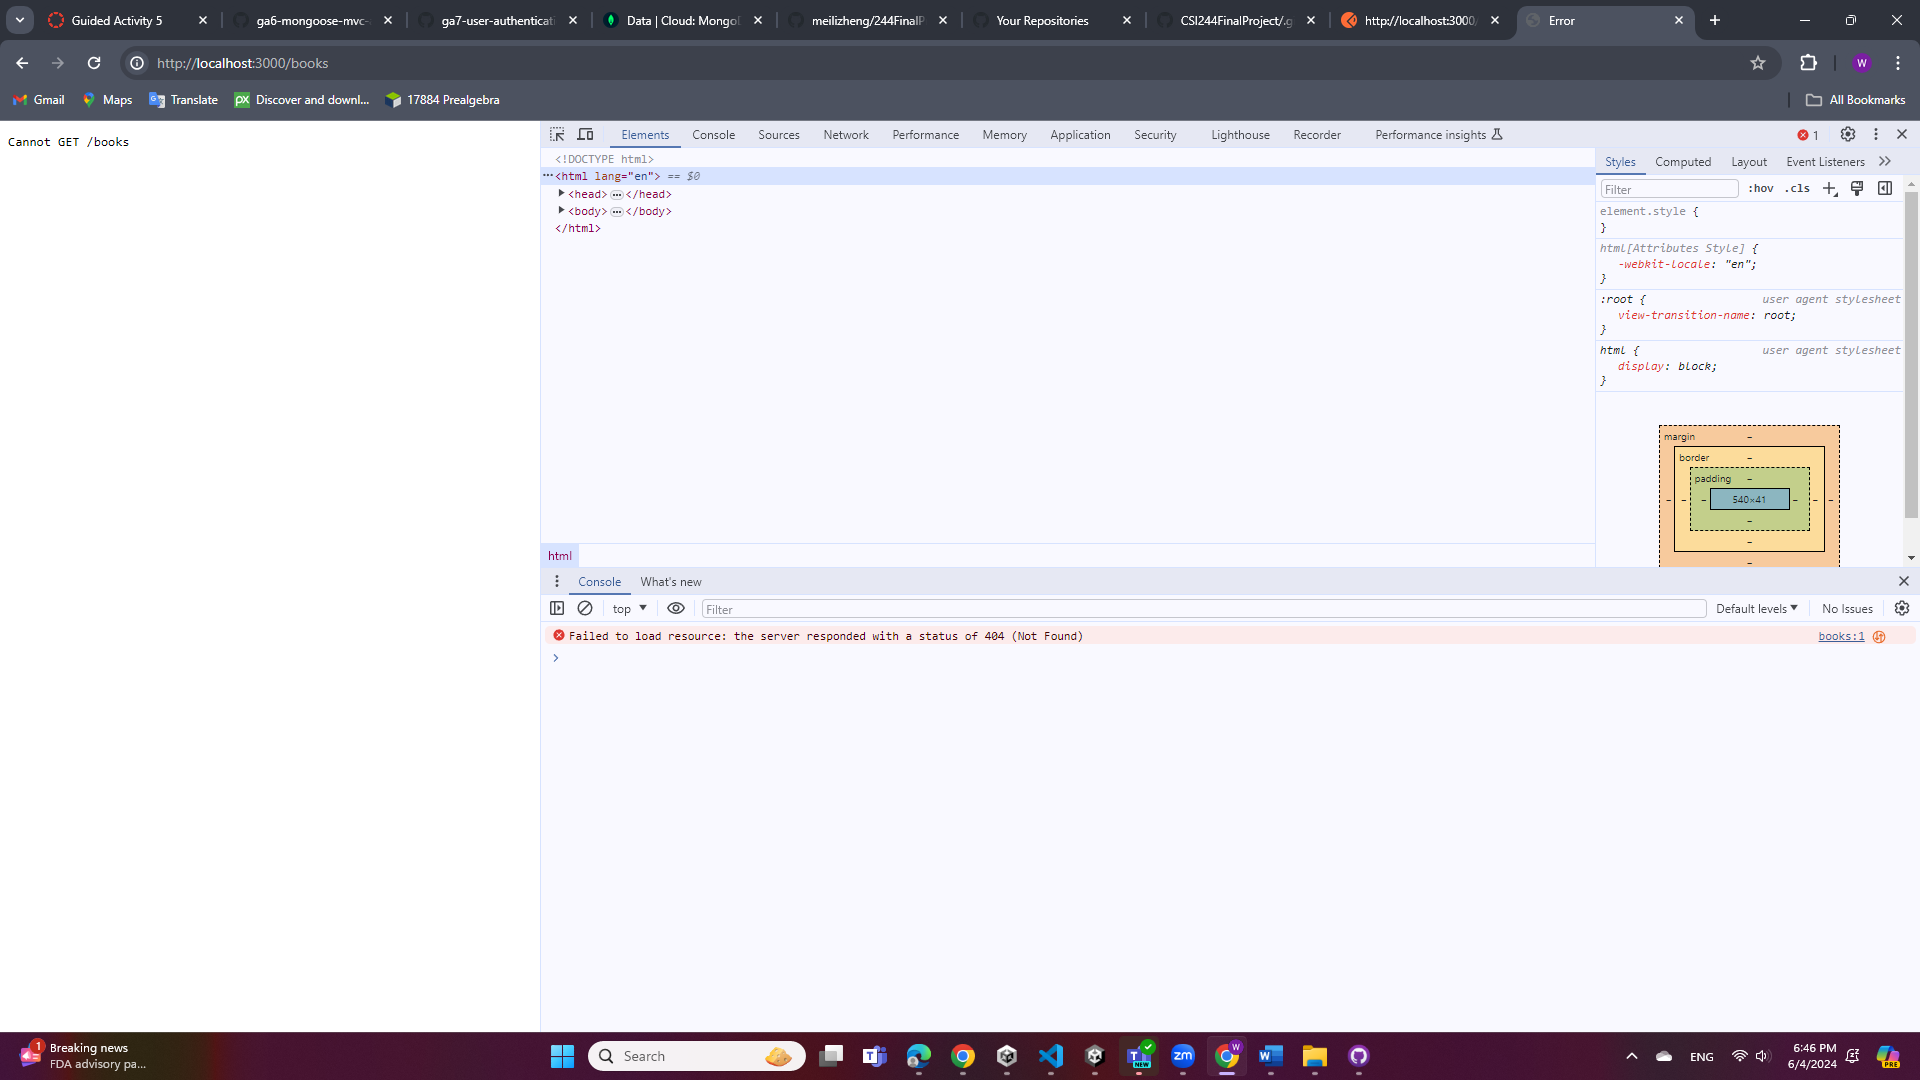 Guided Activity 5
ga6-mongoose-mvc-
ga7-user-authenticati
Data | Cloud: Mongo
meilizheng/244FinalP
Your Repositories
CSI244FinalProject/.g
http://localhost:3000/
Error
http://localhost:3000/books
W
Gmail
Maps
Translate
Discover and downl...
17884 Prealgebra
All Bookmarks
Cannot GET /books
Elements
Console
Sources
Network
Performance
Memory
Application
Security
Lighthouse
Recorder
Performance insights
1
<!DOCTYPE html>
<html lang="en"> == $0
<head> ... </head>
<body> ... </body>
</html>
html
Styles
Computed
Layout
Event Listeners
Filter
:hov
.cls
element.style {
}
html[Attributes Style] {
-webkit-locale: "en";
}
:root {
user agent stylesheet
view-transition-name: root;
}
html {
user agent stylesheet
display: block;
}
margin
-
border
-
padding
-
- - - 540×41 - - -
-
-
-
Console
What's new
top
Filter
Default levels
No Issues
Failed to load resource: the server responded with a status of 404 (Not Found)
books:1
1
Breaking news
FDA advisory pa...
Search
NEW
zm
W
ENG
6:46 PM
6/4/2024
PRE